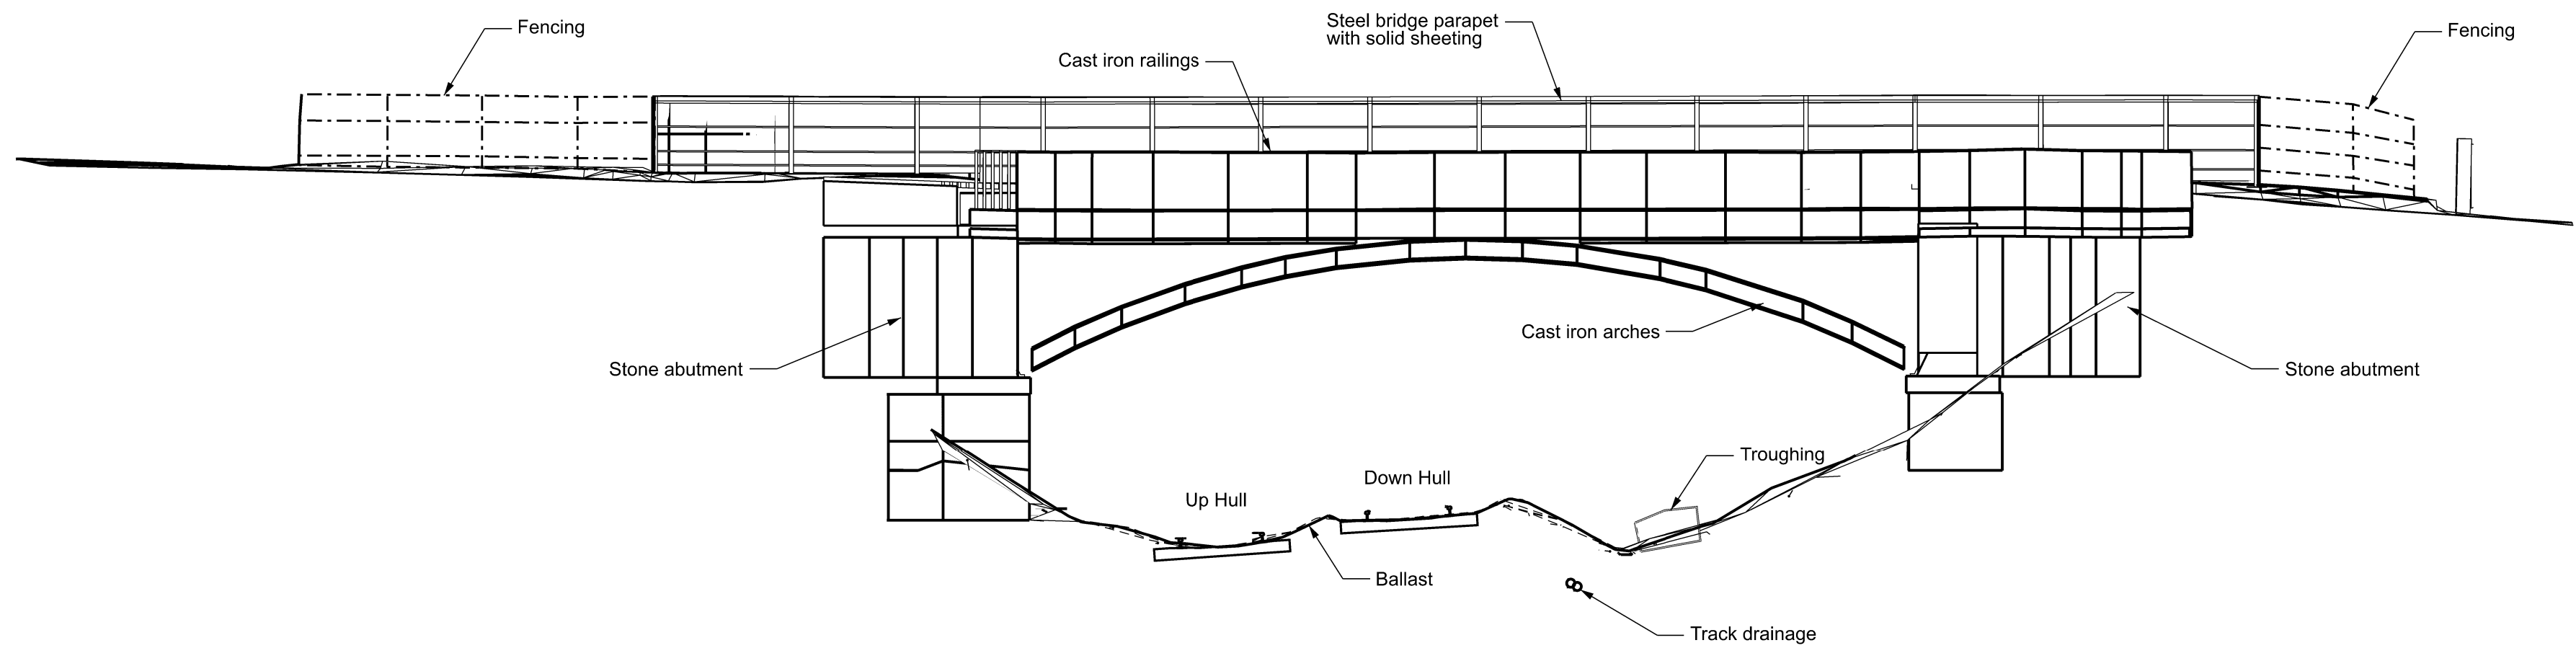 Fencing
Steel bridge parapet
with solid sheeting
Fencing
Cast iron railings
Cast iron arches
Stone abutment
Stone abutment
Troughing
Down Hull
Up Hull
Ballast
Track drainage